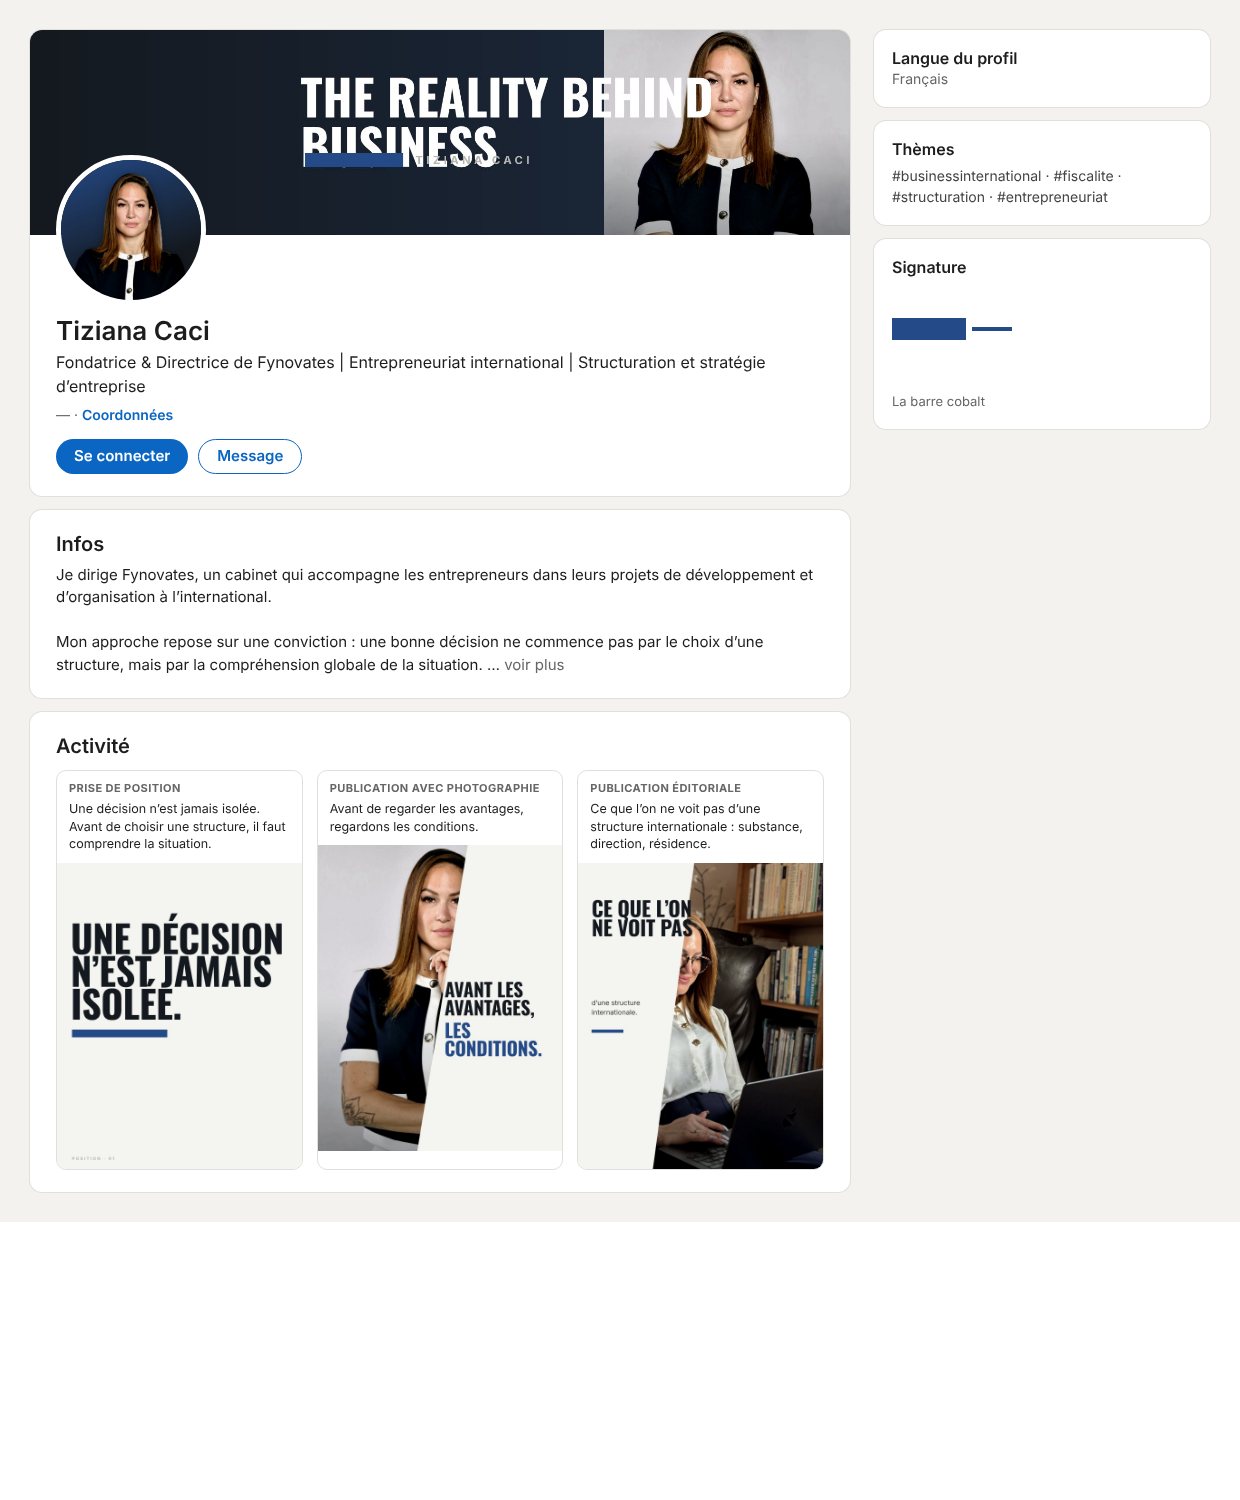 THE REALITY BEHIND
BUSINESS
TIZIANA CACI
Tiziana Caci
Fondatrice & Directrice de Fynovates | Entrepreneuriat international | Structuration et stratégie
d’entreprise
— · Coordonnées
Se connecter
Message
Infos
Je dirige Fynovates, un cabinet qui accompagne les entrepreneurs dans leurs projets de développement et
d’organisation à l’international.
Mon approche repose sur une conviction : une bonne décision ne commence pas par le choix d’une
structure, mais par la compréhension globale de la situation. ... voir plus
Activité
PRISE DE POSITION
Une décision n’est jamais isolée.
Avant de choisir une structure, il faut
comprendre la situation.
UNE DÉCISION
N’EST JAMAIS
ISOLÉE.
POSITION · 01
PUBLICATION AVEC PHOTOGRAPHIE
Avant de regarder les avantages,
regardons les conditions.
AVANT LES
AVANTAGES,
LES
CONDITIONS.
PUBLICATION ÉDITORIALE
Ce que l’on ne voit pas d’une
structure internationale : substance,
direction, résidence.
CE QUE L’ON
NE VOIT PAS
d’une structure
internationale.
Langue du profil
Français
Thèmes
#businessinternational · #fiscalite ·
#structuration · #entrepreneuriat
Signature
La barre cobalt